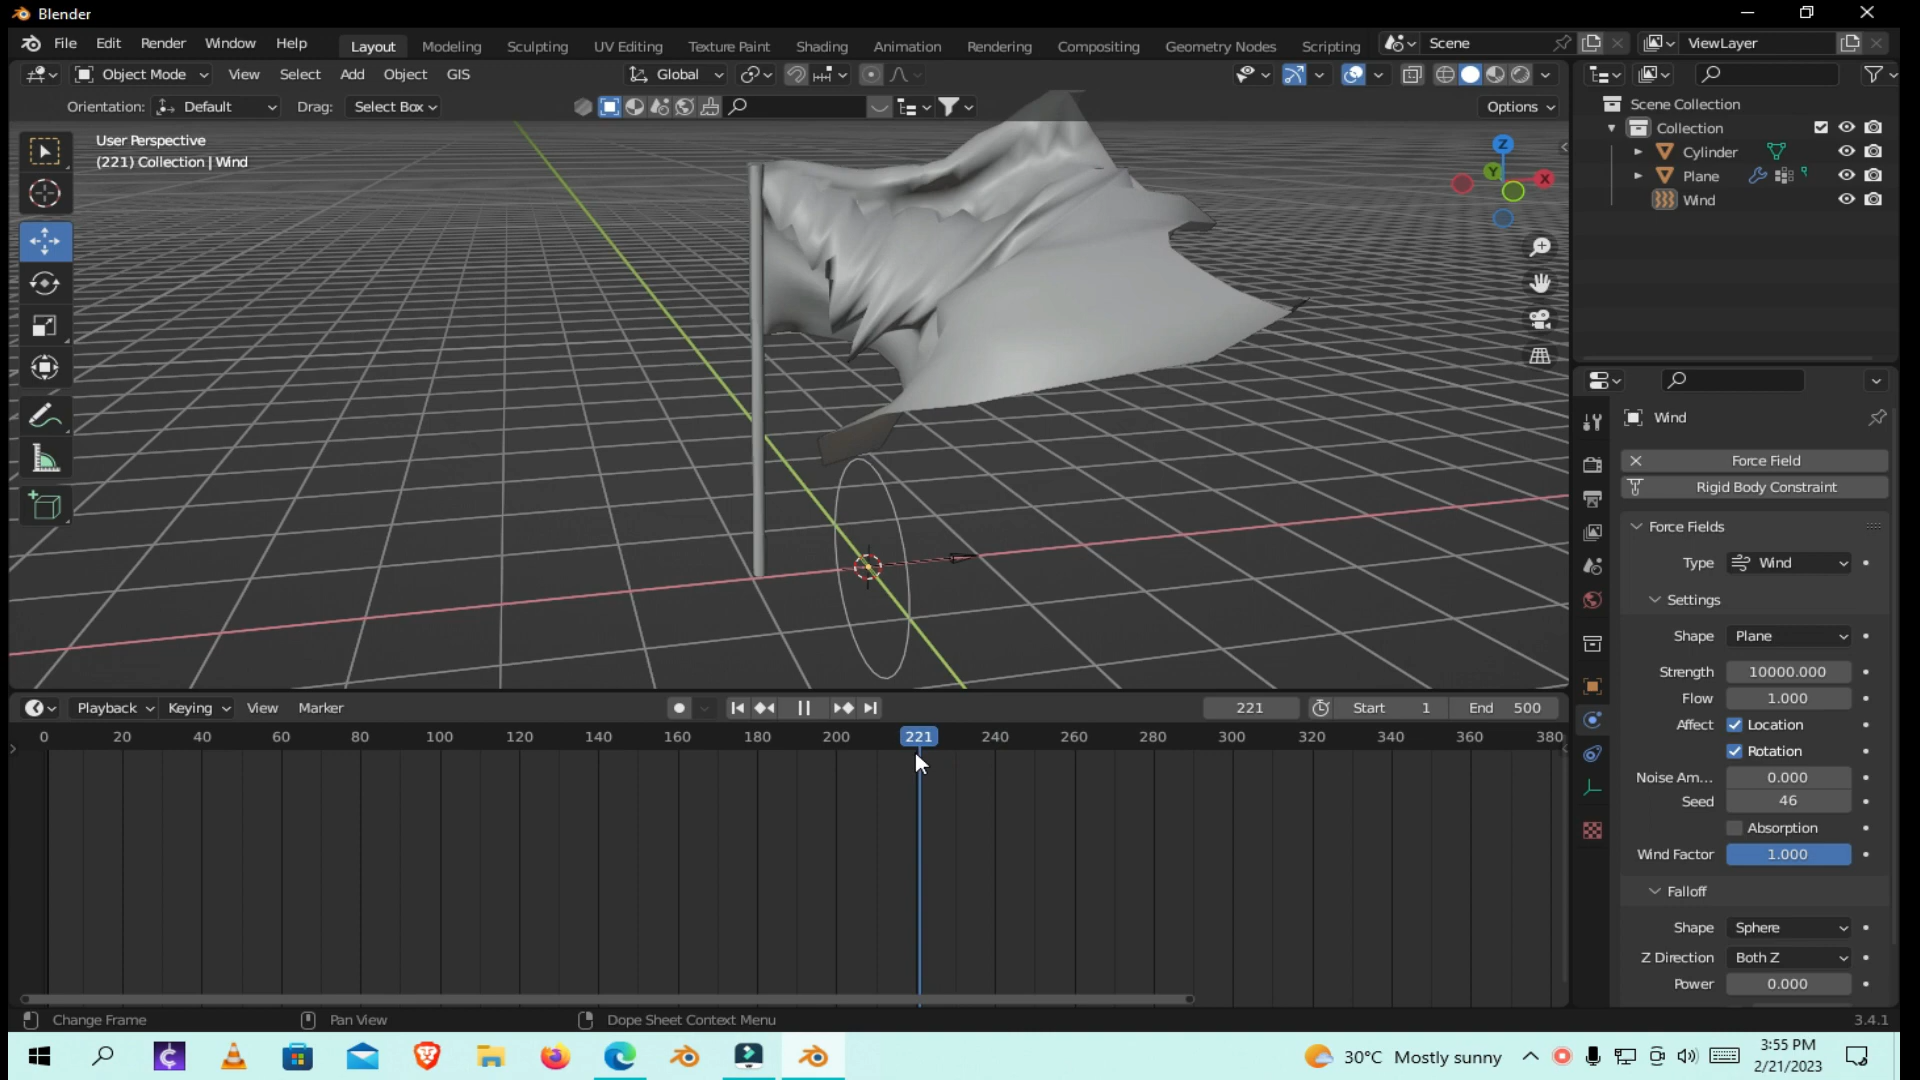 Blender
File Edit Render Window Help Layout Modeling Sculpting UV Editing Texture Paint Shading Animation Rendering Compositing Geometry Nodes Scripting Scene ViewLayer
Object Mode View Select Add Object GIS Global
Orientation: Default Drag: Select Box Options
User Perspective
(221) Collection | Wind
Z
Y
X
Scene Collection
Collection
Cylinder
Plane
Wind
Wind
Force Field
Rigid Body Constraint
Force Fields
Type Wind
Settings
Shape Plane
Strength 10000.000
Flow 1.000
Affect Location
Rotation
Noise Am... 0.000
Seed 46
Absorption
Wind Factor 1.000
Falloff
Shape Sphere
Z Direction Both Z
Power 0.000
Playback Keying View Marker 221 Start 1 End 500
0 20 40 60 80 100 120 140 160 180 200 221 240 260 280 300 320 340 360 380
Change Frame Pan View Dope Sheet Context Menu 3.4.1
30°C Mostly sunny
3:55 PM
2/21/2023